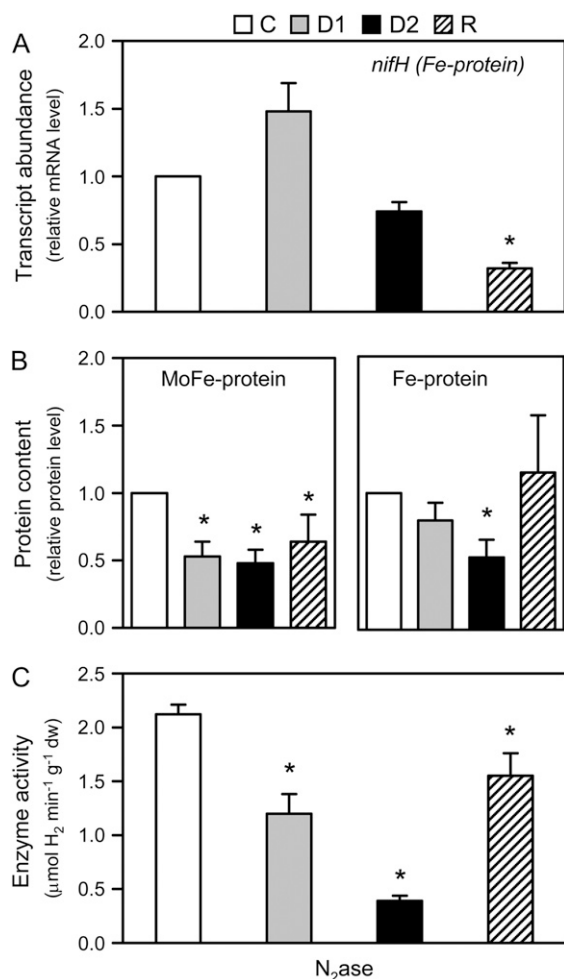 C D1 D2 R
A
nifH (Fe-protein)
Transcript abundance
(relative mRNA level)
2.0
1.5
1.0
0.5
0.0
*
B
MoFe-protein
Fe-protein
Protein content
(relative protein level)
2.0
1.5
1.0
0.5
0.0
* * *
*
C
Enzyme activity
(μmol H₂ min⁻¹ g⁻¹ dw)
2.5
2.0
1.5
1.0
0.5
0.0
* * *
N₂ase